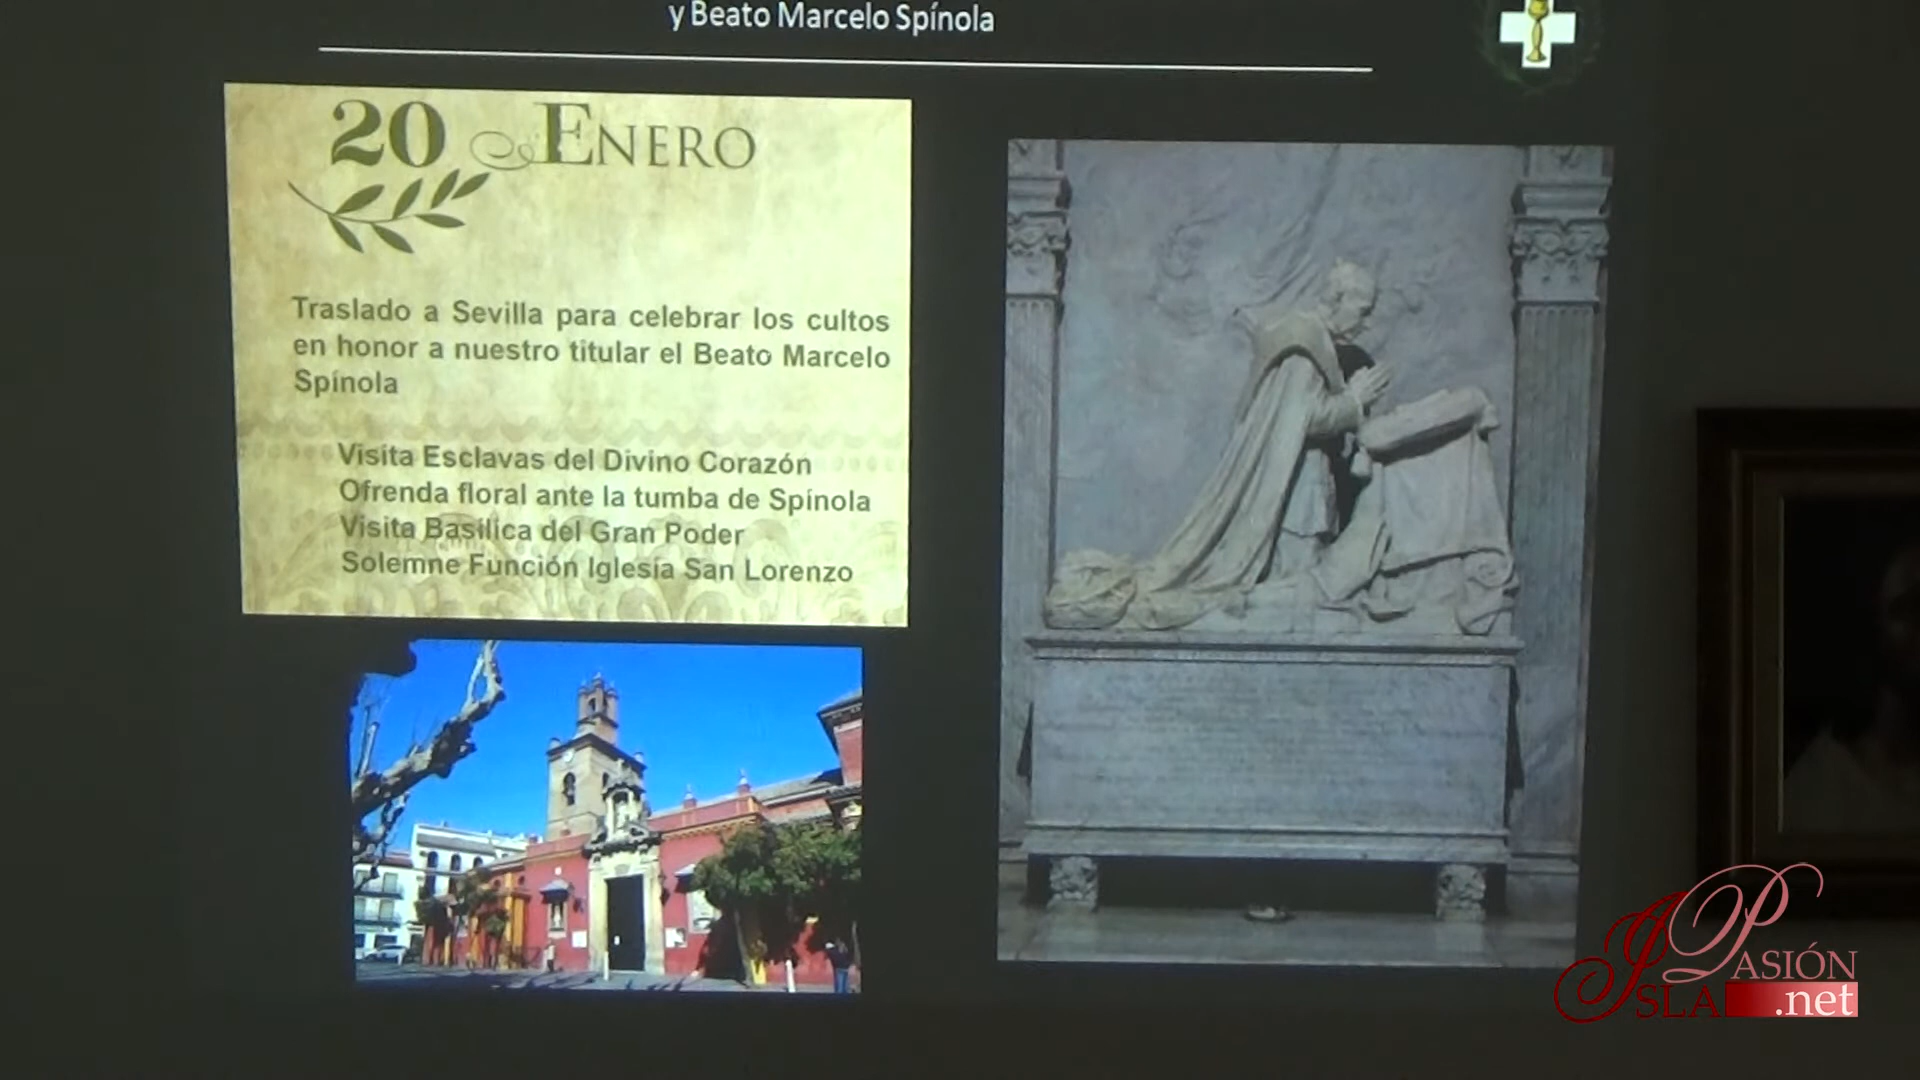 y Beato Marcelo Spínola
20 ENERO
Traslado a Sevilla para celebrar los cultos
en honor a nuestro titular el Beato Marcelo
Spínola
Visita Esclavas del Divino Corazón
Ofrenda floral ante la tumba de Spínola
Visita Basílica del Gran Poder
Solemne Función Iglesia San Lorenzo
PASIÓN
ISLA .net